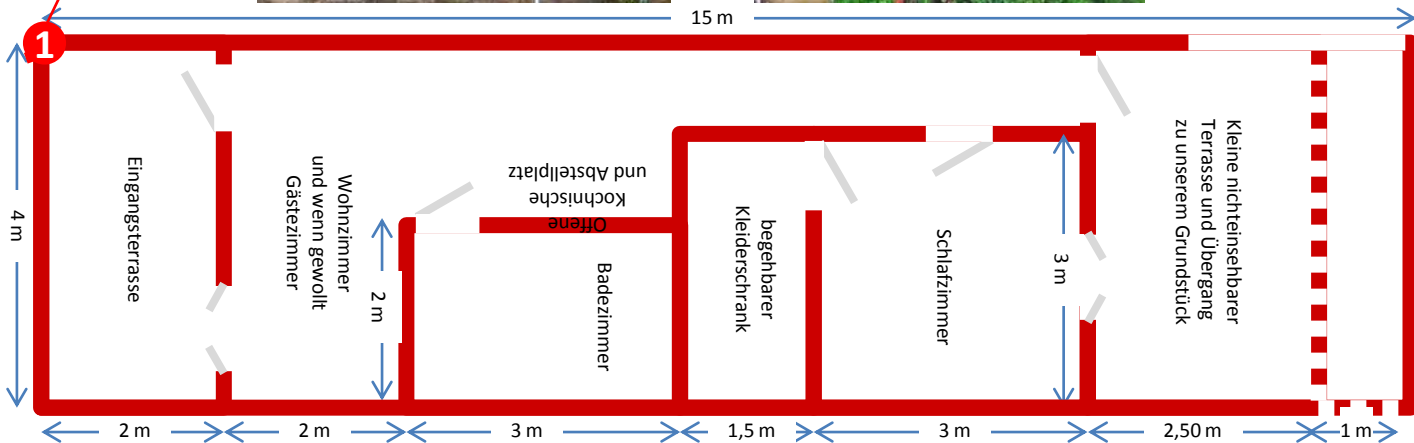 15 m
1
4 m
Eingangsterrasse
Wohnzimmer
und wenn gewollt
Gästezimmer
Offene
Kochnische
und Abstellplatz
2 m
Badezimmer
begehbarer
Kleiderschrank
Schlafzimmer
3 m
Kleine nichteinsehbarer
Terrasse und Übergang
zu unserem Grundstück
2 m
2 m
3 m
1,5 m
3 m
2,50 m
1 m